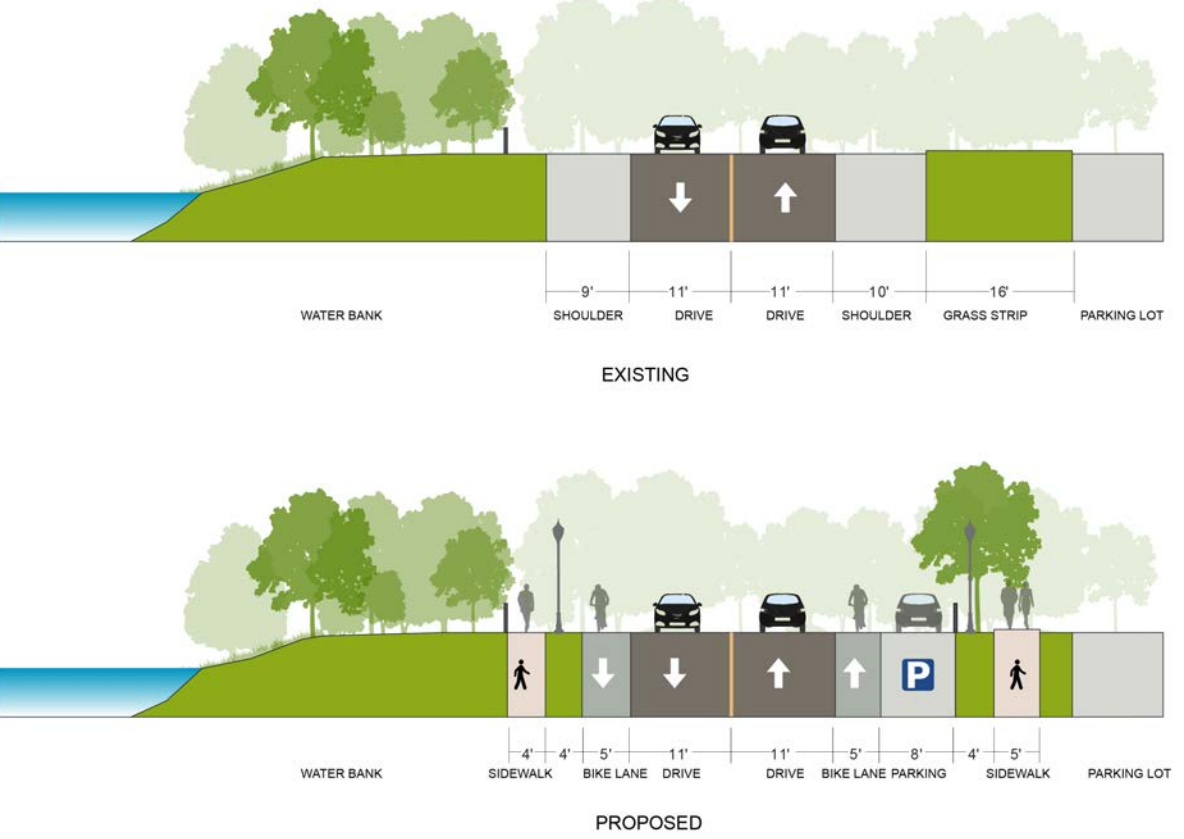 9' 11' 11' 10' 16'
WATER BANK SHOULDER DRIVE DRIVE SHOULDER GRASS STRIP PARKING LOT
EXISTING
P
4' 4' 5' 11' 11' 5' 8' 4' 5'
WATER BANK SIDEWALK BIKE LANE DRIVE DRIVE BIKE LANE PARKING SIDEWALK PARKING LOT
PROPOSED